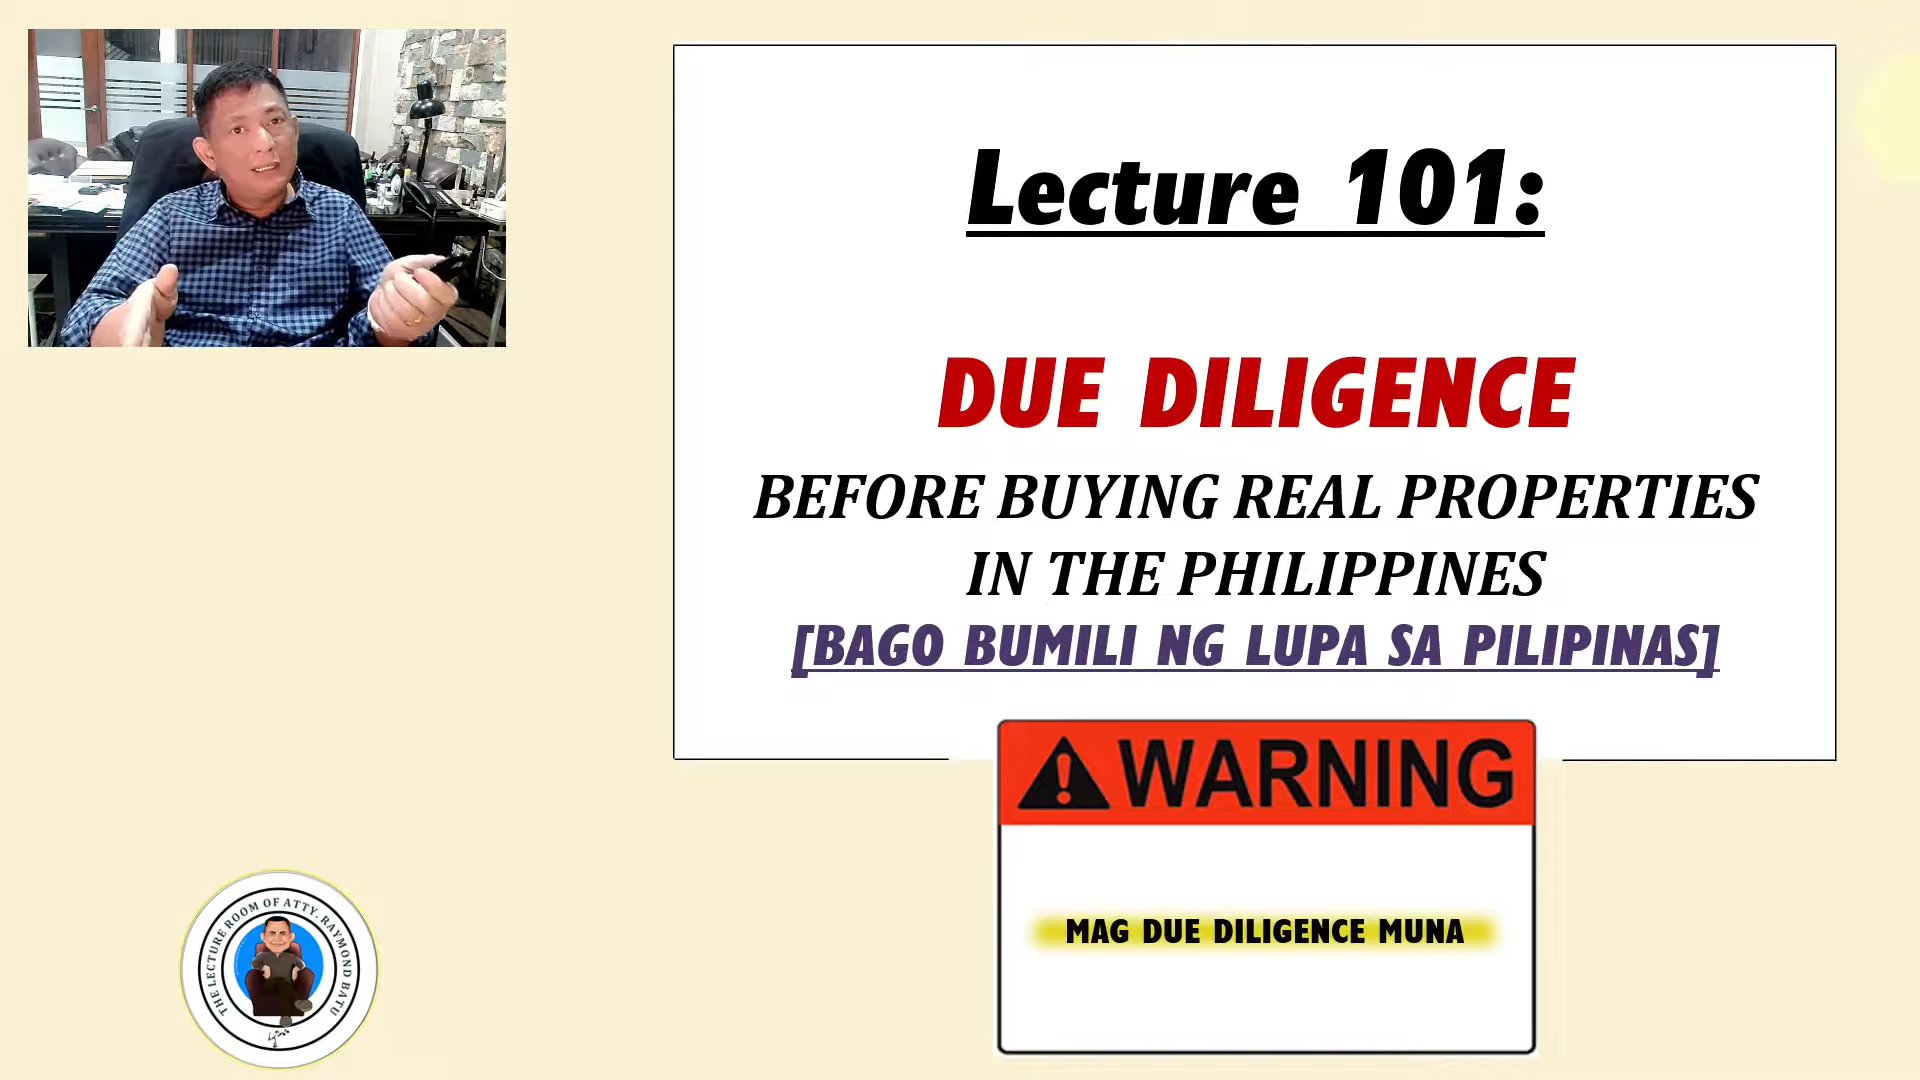 Lecture 101:
DUE DILIGENCE
BEFORE BUYING REAL PROPERTIES
IN THE PHILIPPINES
[BAGO BUMILI NG LUPA SA PILIPINAS]
WARNING
MAG DUE DILIGENCE MUNA
THE LECTURE ROOM OF ATTY. RAYMOND BATU